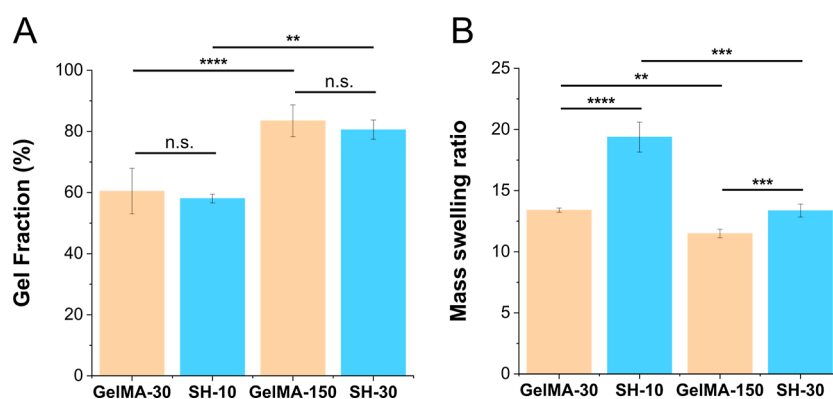 A
**
****
n.s.
n.s.
100
80
60
40
20
0
Gel Fraction (%)
GelMA-30
SH-10
GelMA-150
SH-30
B
***
**
****
***
25
20
15
10
5
0
Mass swelling ratio
GelMA-30
SH-10
GelMA-150
SH-30